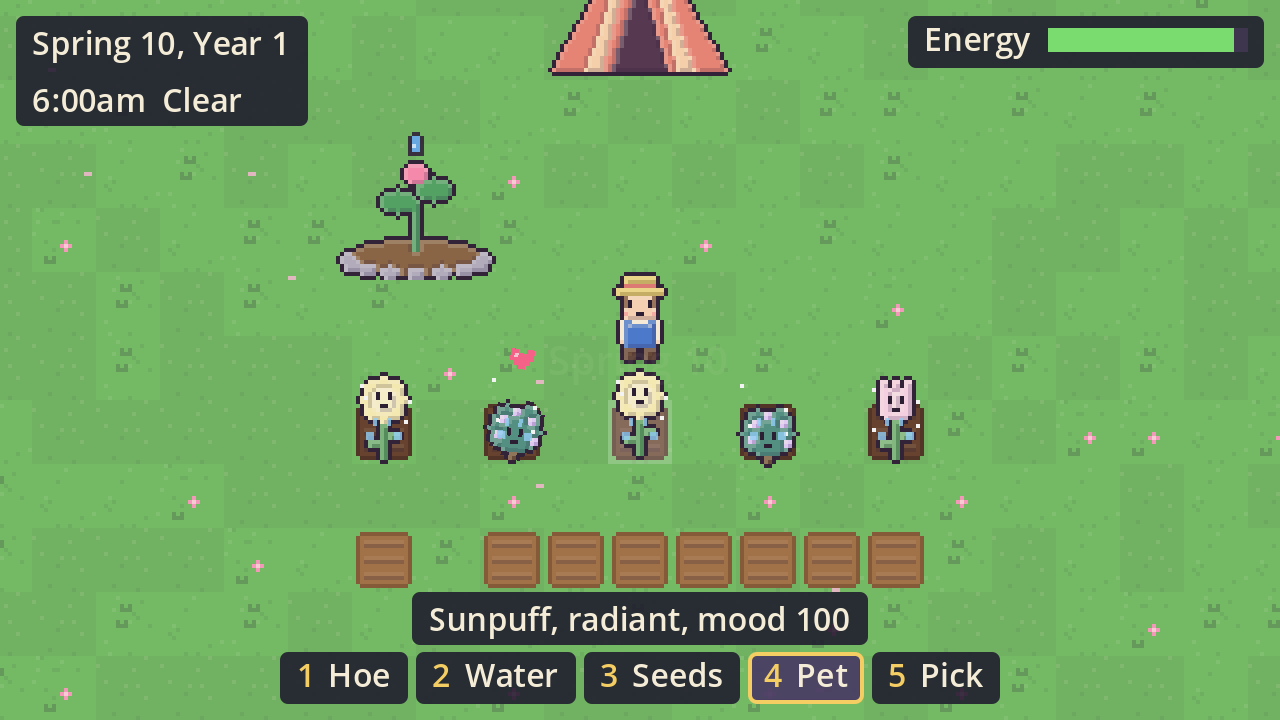 Spring 10, Year 1
6:00am Clear
Energy
Sunpuff, radiant, mood 100
1 Hoe
2 Water
3 Seeds
4 Pet
5 Pick